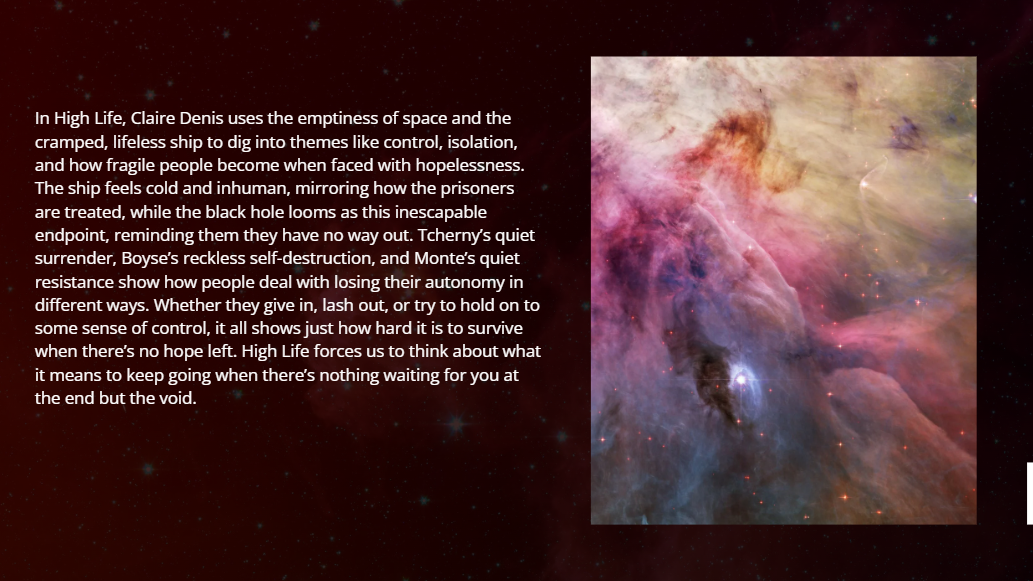 In High Life, Claire Denis uses the emptiness of space and the
cramped, lifeless ship to dig into themes like control, isolation,
and how fragile people become when faced with hopelessness.
The ship feels cold and inhuman, mirroring how the prisoners
are treated, while the black hole looms as this inescapable
endpoint, reminding them they have no way out. Tcherny’s quiet
surrender, Boyse’s reckless self-destruction, and Monte’s quiet
resistance show how people deal with losing their autonomy in
different ways. Whether they give in, lash out, or try to hold on to
some sense of control, it all shows just how hard it is to survive
when there’s no hope left. High Life forces us to think about what
it means to keep going when there’s nothing waiting for you at
the end but the void.